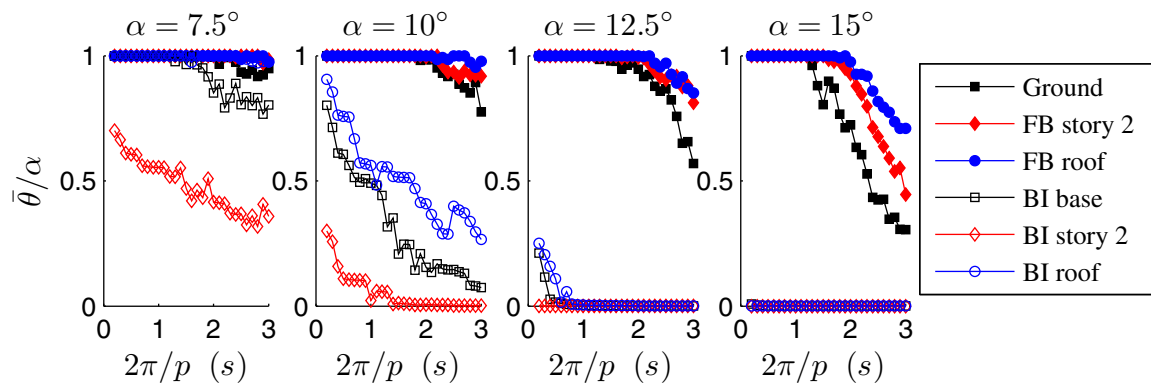 α = 7.5° α = 10° α = 12.5° α = 15°
1 1 1 1
0.5 0.5 0.5 0.5
0 0 0 0
θ̄/α
0 1 2 3 0 1 2 3 0 1 2 3 0 1 2 3
2π/p (s) 2π/p (s) 2π/p (s) 2π/p (s)
Ground
FB story 2
FB roof
BI base
BI story 2
BI roof